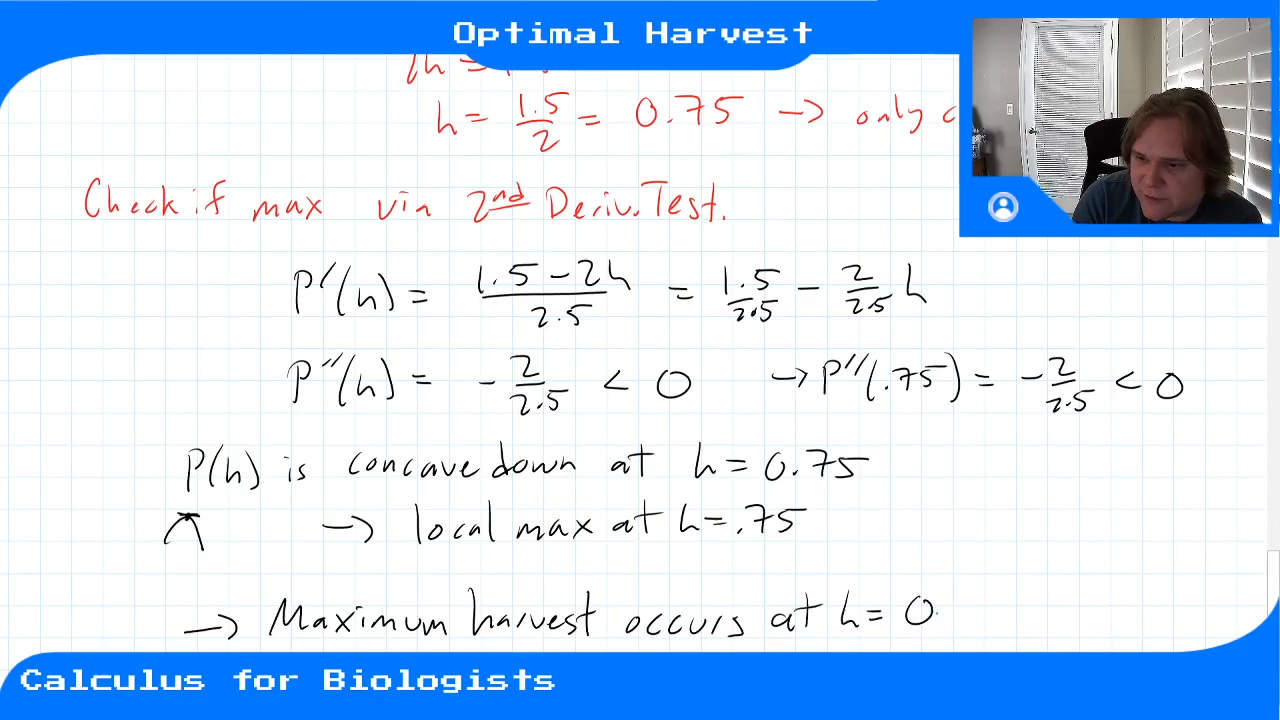 Optimal Harvest
h = 1.5/2 = 0.75 → only c
Check if max via 2nd Deriv. Test.
P'(h) = (1.5 - 2h)/2.5 = 1.5/2.5 - 2/2.5 h
P''(h) = - 2/2.5 < 0 → P''(.75) = - 2/2.5 < 0
P(h) is concave down at h = 0.75
→ local max at h = .75
→ Maximum harvest occurs at h = 0.
Calculus for Biologists